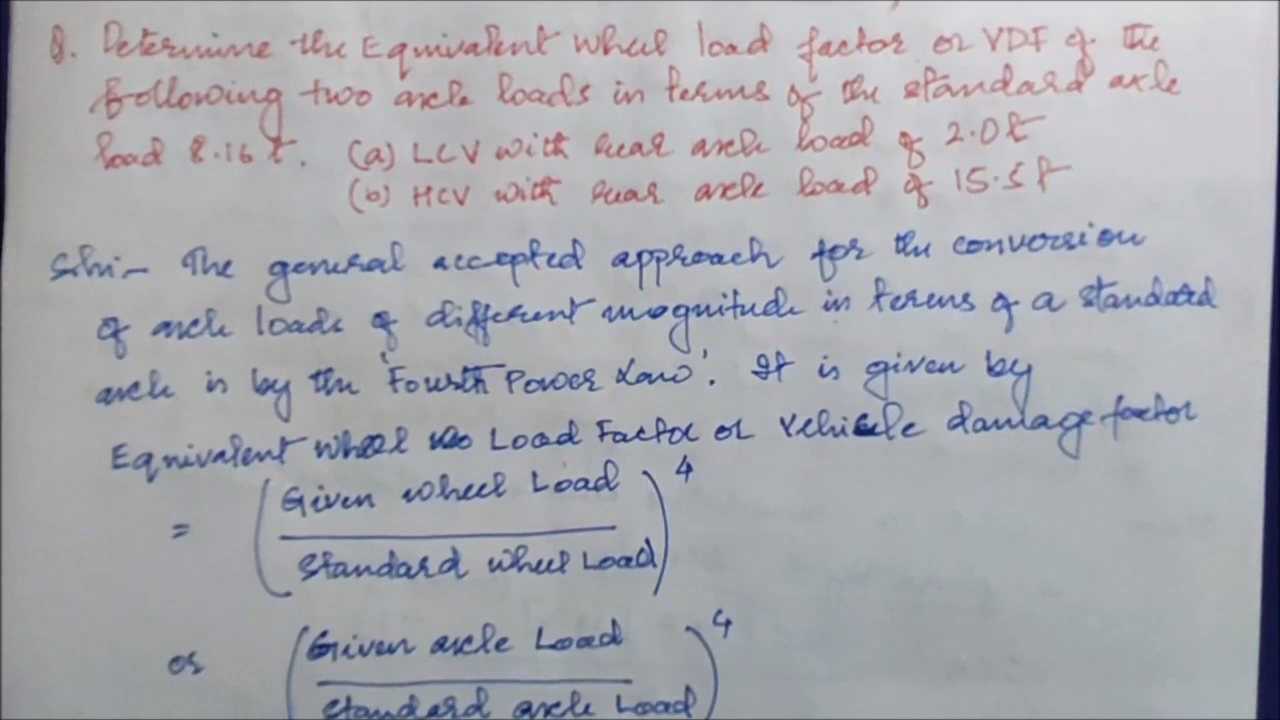 Q. Determine the Equivalent wheel load factor or VDF of the
following two axle loads in terms of the standard axle
load 8.16 t. (a) LCV with rear axle load of 2.0 t
(b) HCV with rear axle load of 15.5 t
Soln:- The general accepted approach for the conversion
of axle loads of different magnitude in terms of a standard
axle is by the 'Fourth Power Law'. It is given by
Equivalent wheel Load Factor or Vehicle damage factor
= (Given wheel Load / Standard wheel Load)^4
or (Given axle Load / Standard axle Load)^4